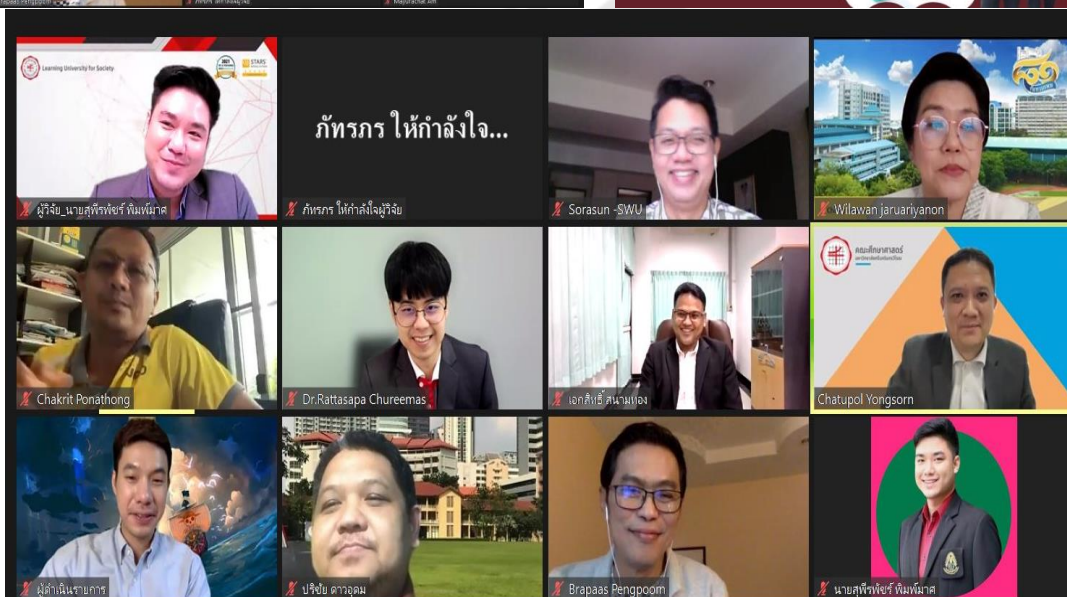 Mayurachat Aim
Learning University for Society
2021
STARS
ภัทรภร ให้กำลังใจ...
ผู้วิจัย_นายสุพีรพัชร์ พิมพ์มาศ
ภัทรภร ให้กำลังใจผู้วิจัย
Sorasun -SWU
Wilawan jaruariyanon
คณะศึกษาศาสตร์
Chakrit Ponathong
Dr.Rattasapa Chureemas
เอกสิทธิ์ สนามทอง
Chatupol Yongsorn
ผู้ดำเนินรายการ
ปริชัย ดาวอุดม
Brapaas Pengpoom
นายสุพีรพัชร์ พิมพ์มาศ